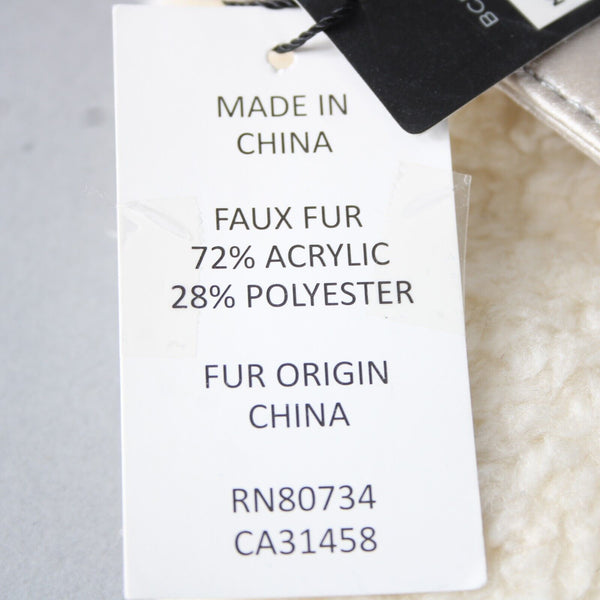 MADE IN
CHINA
FAUX FUR
72% ACRYLIC
28% POLYESTER
FUR ORIGIN
CHINA
RN80734
CA31458